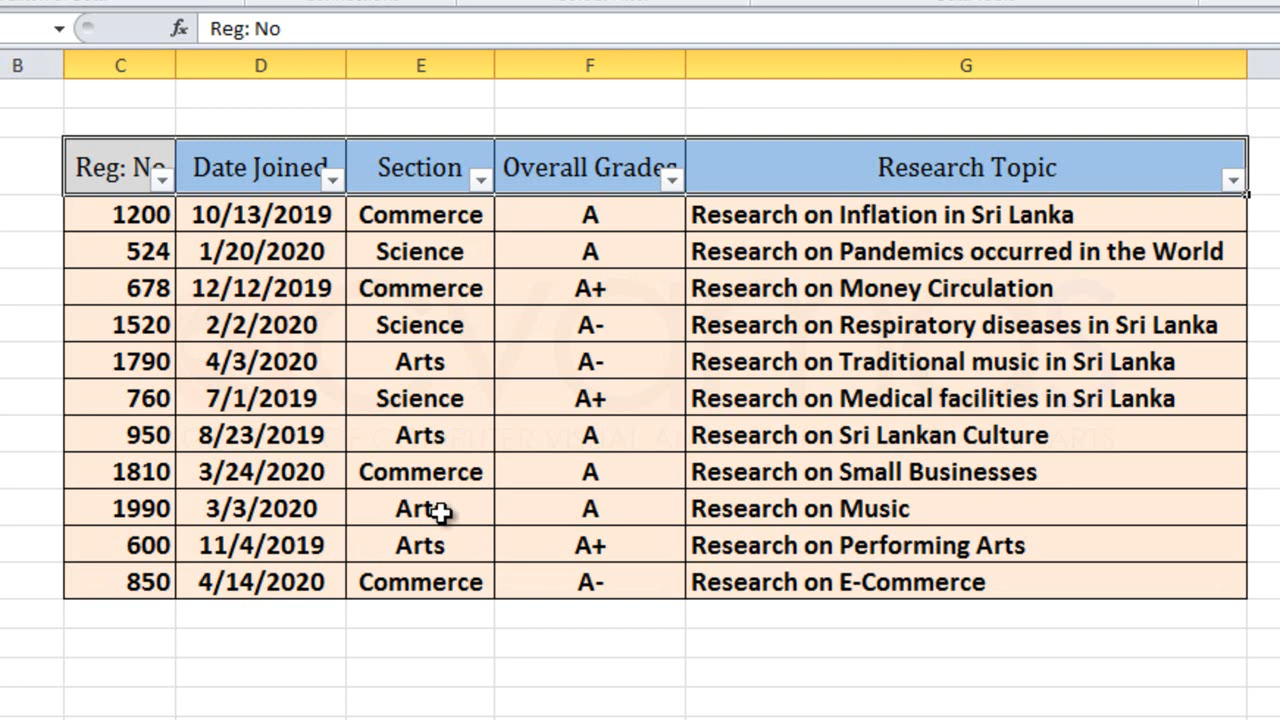 Reg: No
B C D E F G
Reg: No Date Joined Section Overall Grades Research Topic
1200 10/13/2019 Commerce A Research on Inflation in Sri Lanka
524 1/20/2020 Science A Research on Pandemics occurred in the World
678 12/12/2019 Commerce A+ Research on Money Circulation
1520 2/2/2020 Science A- Research on Respiratory diseases in Sri Lanka
1790 4/3/2020 Arts A- Research on Traditional music in Sri Lanka
760 7/1/2019 Science A+ Research on Medical facilities in Sri Lanka
950 8/23/2019 Arts A Research on Sri Lankan Culture
1810 3/24/2020 Commerce A Research on Small Businesses
1990 3/3/2020 Arts A Research on Music
600 11/4/2019 Arts A+ Research on Performing Arts
850 4/14/2020 Commerce A- Research on E-Commerce